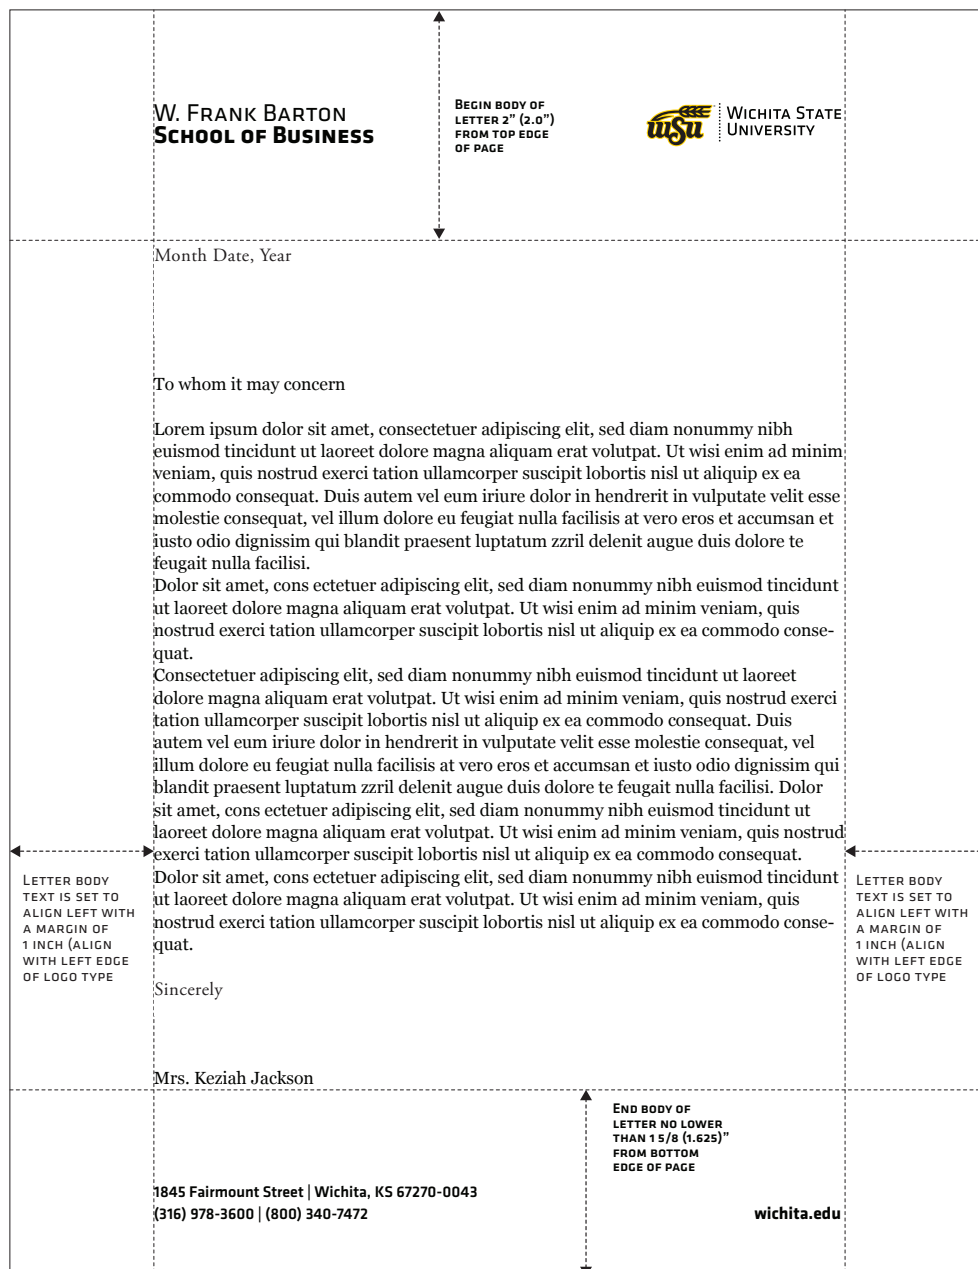 W. Frank Barton
School of Business
Begin body of
letter 2” (2.0”)
from top edge
of page
wsu
Wichita State
University
Month Date, Year
To whom it may concern
Lorem ipsum dolor sit amet, consectetuer adipiscing elit, sed diam nonummy nibh
euismod tincidunt ut laoreet dolore magna aliquam erat volutpat. Ut wisi enim ad minim
veniam, quis nostrud exerci tation ullamcorper suscipit lobortis nisl ut aliquip ex ea
commodo consequat. Duis autem vel eum iriure dolor in hendrerit in vulputate velit esse
molestie consequat, vel illum dolore eu feugiat nulla facilisis at vero eros et accumsan et
iusto odio dignissim qui blandit praesent luptatum zzril delenit augue duis dolore te
feugait nulla facilisi.
Dolor sit amet, cons ectetuer adipiscing elit, sed diam nonummy nibh euismod tincidunt
ut laoreet dolore magna aliquam erat volutpat. Ut wisi enim ad minim veniam, quis
nostrud exerci tation ullamcorper suscipit lobortis nisl ut aliquip ex ea commodo conse-
quat.
Consectetuer adipiscing elit, sed diam nonummy nibh euismod tincidunt ut laoreet
dolore magna aliquam erat volutpat. Ut wisi enim ad minim veniam, quis nostrud exerci
tation ullamcorper suscipit lobortis nisl ut aliquip ex ea commodo consequat. Duis
autem vel eum iriure dolor in hendrerit in vulputate velit esse molestie consequat, vel
illum dolore eu feugiat nulla facilisis at vero eros et accumsan et iusto odio dignissim qui
blandit praesent luptatum zzril delenit augue duis dolore te feugait nulla facilisi. Dolor
sit amet, cons ectetuer adipiscing elit, sed diam nonummy nibh euismod tincidunt ut
laoreet dolore magna aliquam erat volutpat. Ut wisi enim ad minim veniam, quis nostrud
exerci tation ullamcorper suscipit lobortis nisl ut aliquip ex ea commodo consequat.
Dolor sit amet, cons ectetuer adipiscing elit, sed diam nonummy nibh euismod tincidunt
ut laoreet dolore magna aliquam erat volutpat. Ut wisi enim ad minim veniam, quis
nostrud exerci tation ullamcorper suscipit lobortis nisl ut aliquip ex ea commodo conse-
quat.
Letter body
text is set to
align left with
a margin of
1 inch (align
with left edge
of logo type
Letter body
text is set to
align left with
a margin of
1 inch (align
with left edge
of logo type
Sincerely
Mrs. Keziah Jackson
End body of
letter no lower
than 1 5/8 (1.625)”
from bottom
edge of page
1845 Fairmount Street | Wichita, KS 67270-0043
(316) 978-3600 | (800) 340-7472
wichita.edu